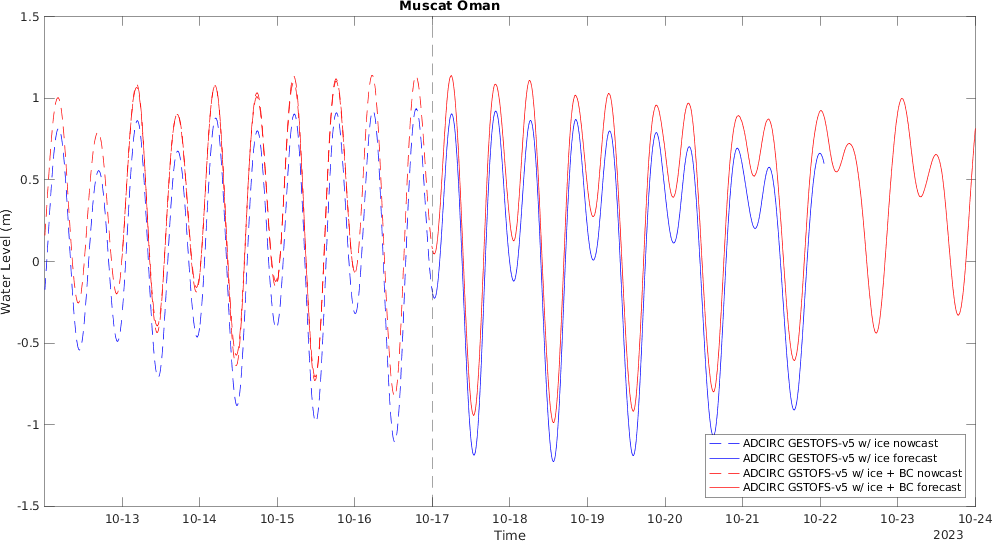 Muscat Oman
1.5
1
0.5
0
-0.5
-1
-1.5
Water Level (m)
10-13 10-14 10-15 10-16 10-17 10-18 10-19 10-20 10-21 10-22 10-23 10-24
Time
2023
ADCIRC GESTOFS-v5 w/ ice nowcast
ADCIRC GESTOFS-v5 w/ ice forecast
ADCIRC GSTOFS-v5 w/ ice + BC nowcast
ADCIRC GSTOFS-v5 w/ ice + BC forecast